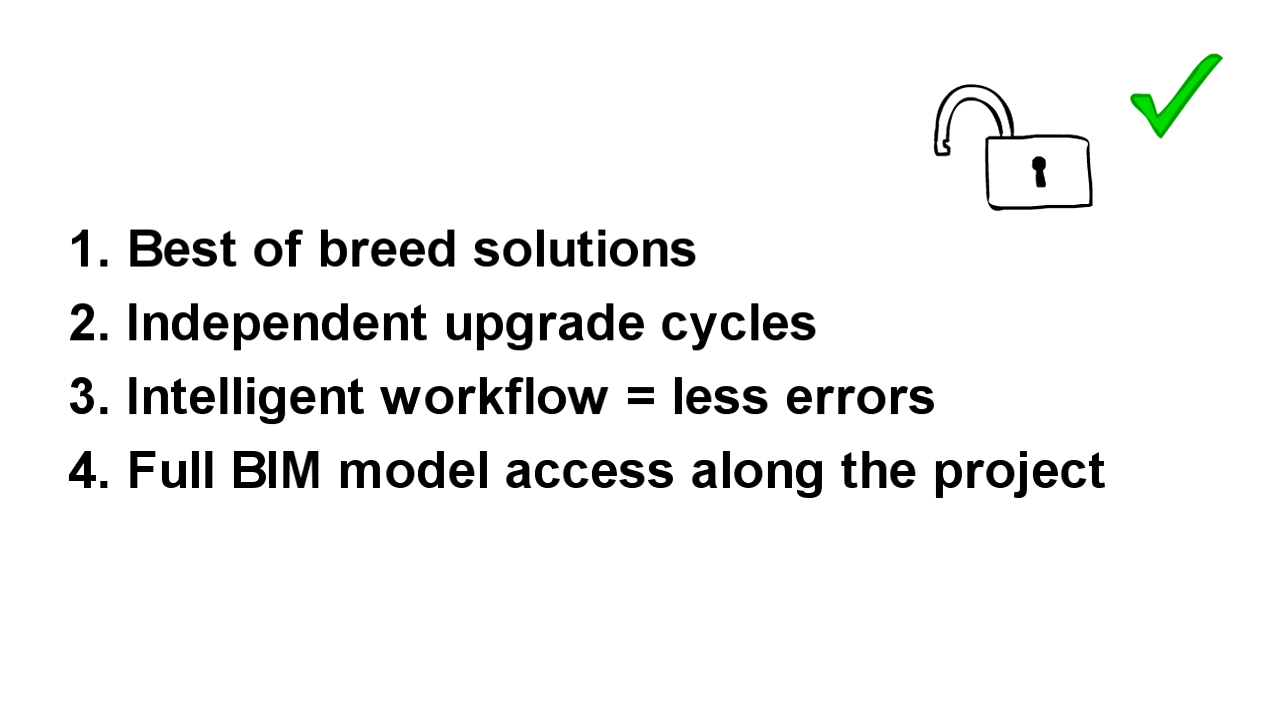 1. Best of breed solutions
2. Independent upgrade cycles
3. Intelligent workflow = less errors
4. Full BIM model access along the project